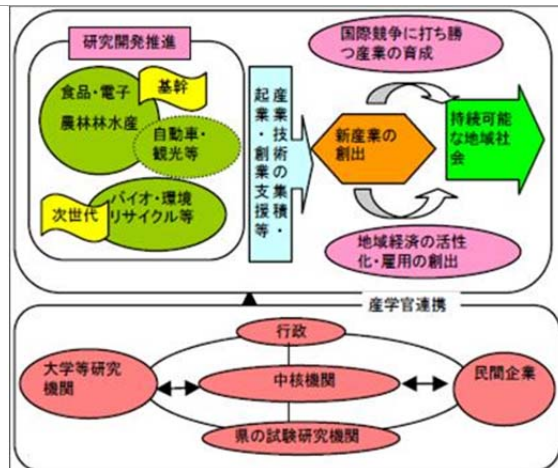 研究開発推進
食品・電子
農林林水産
基幹
自動車・
観光等
次世代
バイオ・環境
リサイクル等
産業技術の集積・
起業・創業支援等
国際競争に打ち勝
つ産業の育成
新産業の
創出
持続可能
な地域社
会
地域経済の活性
化・雇用の創出
産学官連携
行政
大学等研究
機関
中核機関
民間企業
県の試験研究機関